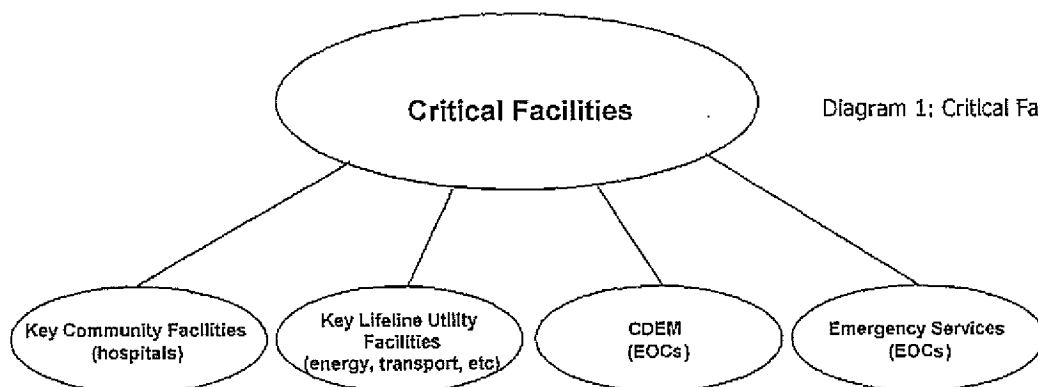 Critical Facilities
Diagram 1: Critical Fa
Key Community Facilities
(hospitals)
Key Lifeline Utility
Facilities
(energy, transport, etc)
CDEM
(EOCs)
Emergency Services
(EOCs)